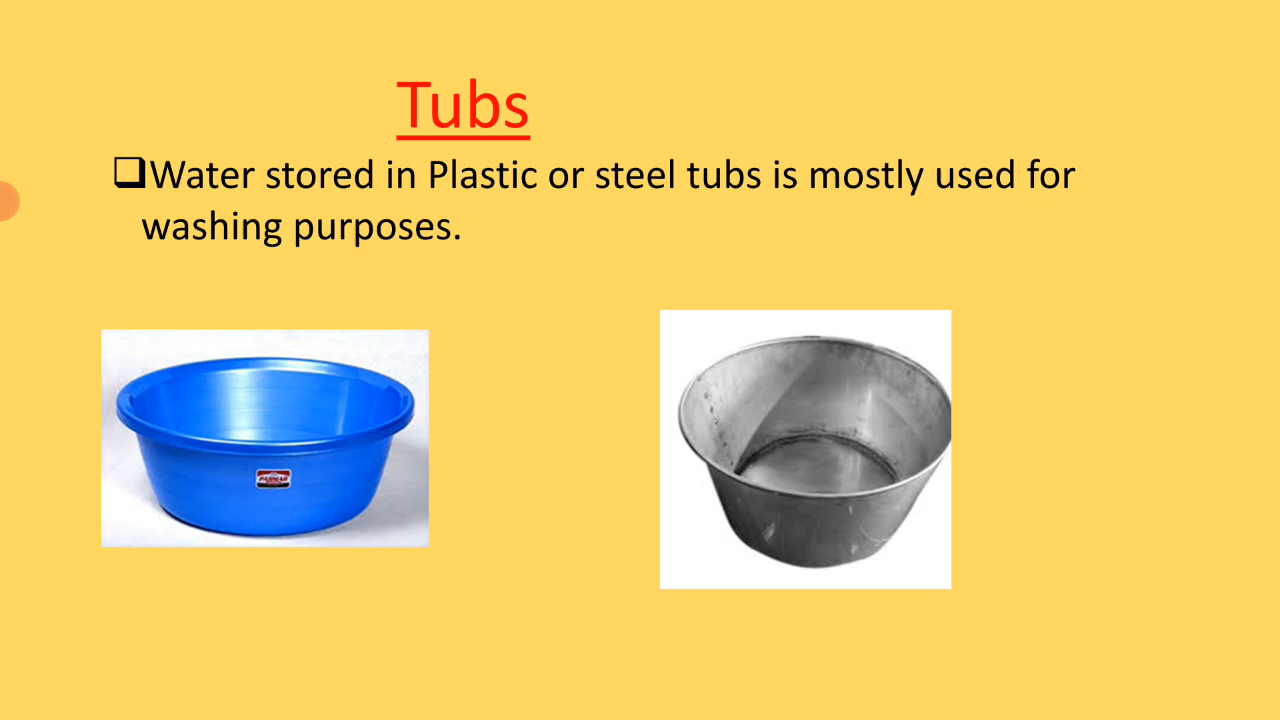 Tubs
❑Water stored in Plastic or steel tubs is mostly used for
washing purposes.